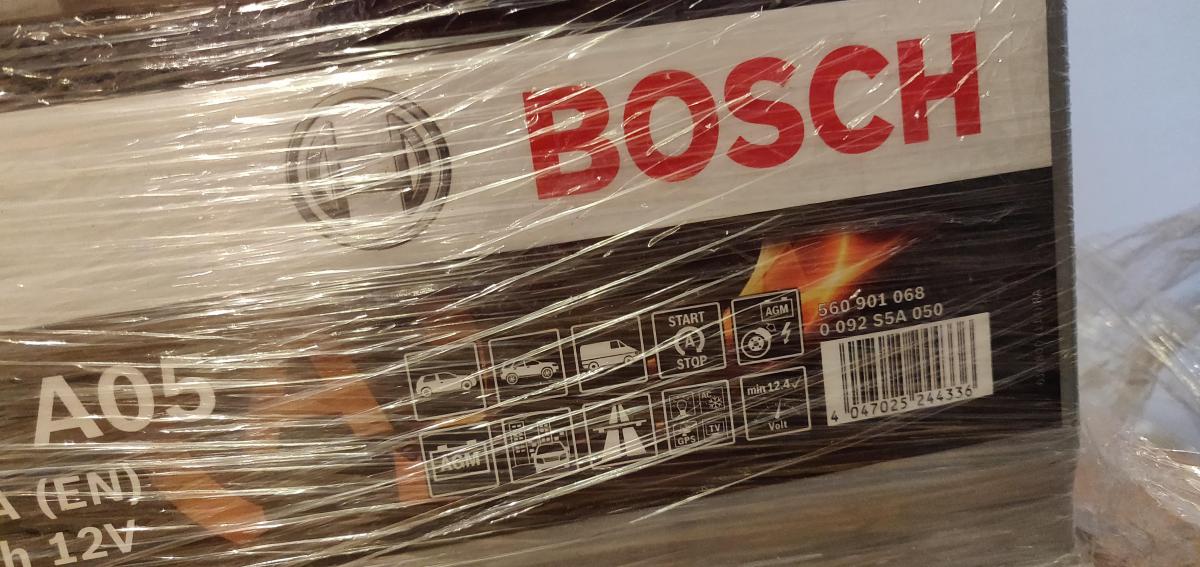 BOSCH
560 901 068
0 092 S5A 050
START
A
STOP
AGM
A05
AC
GPS
TV
min 12.4✓
Volt
AGM
4 047025 244336
A (EN)
h 12V